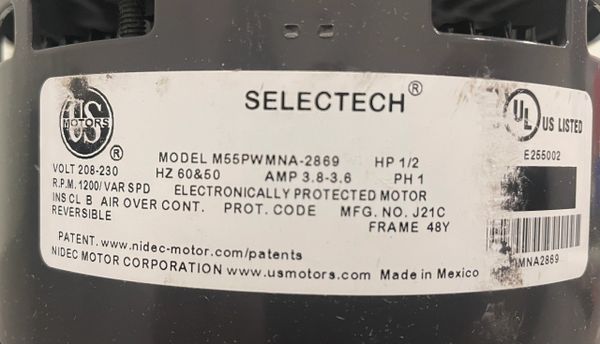 SELECTECH®
US
MOTORS
®
UL US LISTED
E255002
MODEL M55PWMNA-2869 HP 1/2
VOLT 208-230 HZ 60&50 AMP 3.8-3.6 PH 1
R.P.M. 1200/VAR SPD ELECTRONICALLY PROTECTED MOTOR
INS CL B AIR OVER CONT. PROT. CODE MFG. NO. J21C
REVERSIBLE FRAME 48Y
PATENT. www.nidec-motor.com/patents
NIDEC MOTOR CORPORATION www.usmotors.com Made in Mexico
MNA2869